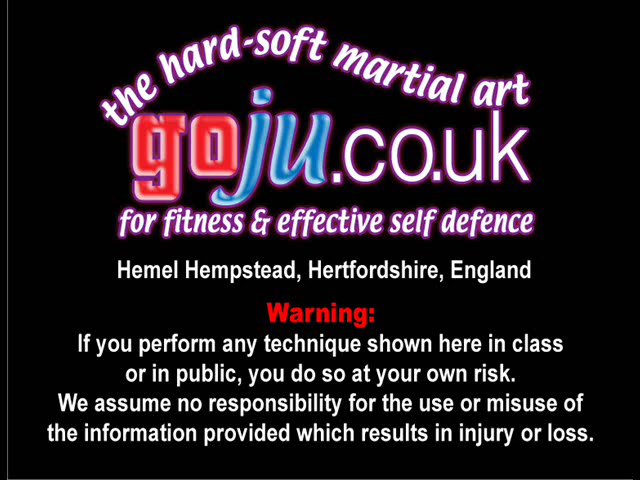 the hard-soft martial art
goju.co.uk
for fitness & effective self defence
Hemel Hempstead, Hertfordshire, England
Warning:
If you perform any technique shown here in class
or in public, you do so at your own risk.
We assume no responsibility for the use or misuse of
the information provided which results in injury or loss.